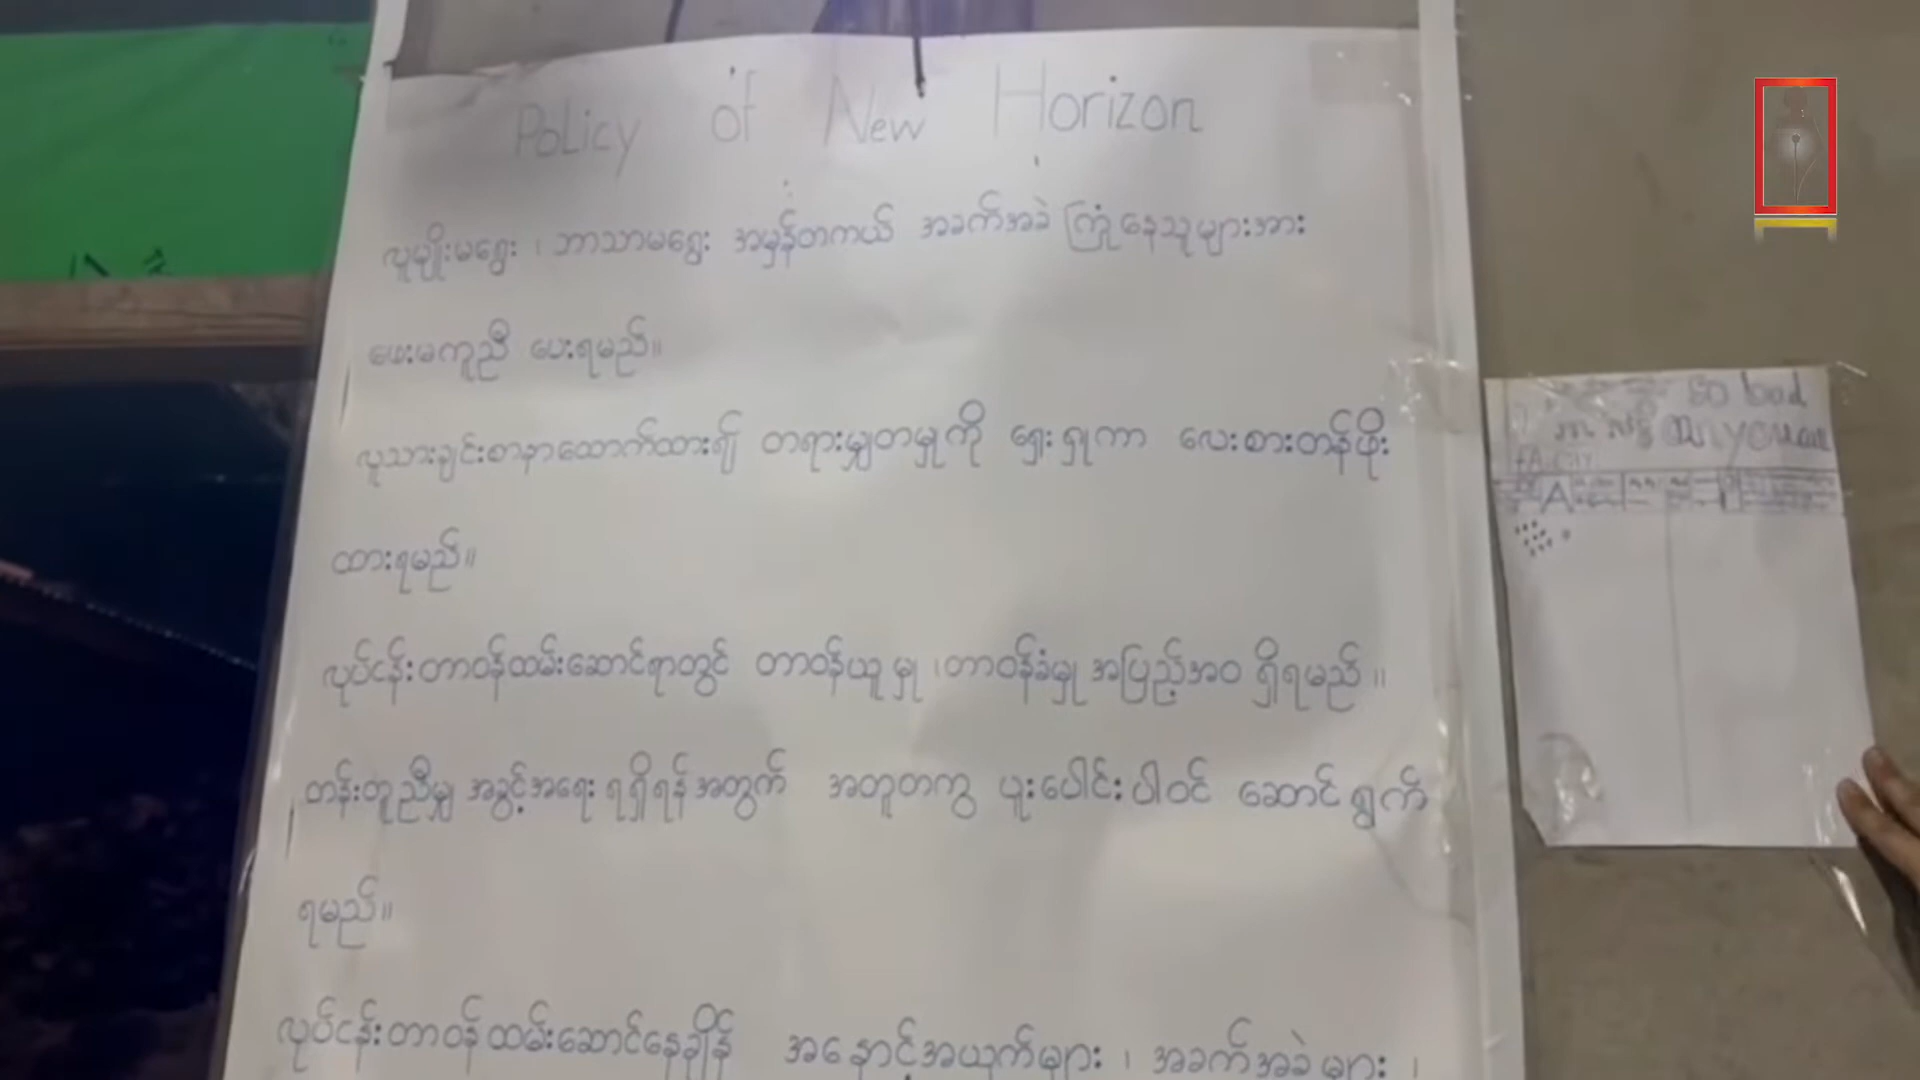 Policy of New Horizon
လူမျိုးမရွေး ၊ ဘာသာမရွေး အမှန်တကယ် အခက်အခဲ ကြုံနေသူများအား
ဖေးမကူညီ ပေးရမည်။
လူသားချင်းစာနာထောက်ထား၍ တရားမျှတမှုကို ရှေးရှုကာ လေးစားတန်ဖိုး
ထားရမည်။
လုပ်ငန်းတာဝန်ထမ်းဆောင်ရာတွင် တာဝန်ယူမှု ၊တာဝန်ခံမှု အပြည့်အဝ ရှိရမည် ။
တန်းတူညီမျှ အခွင့်အရေး ရရှိရန်အတွက် အတူတကွ ပူးပေါင်းပါဝင် ဆောင်ရွက်
ရမည်။
လုပ်ငန်းတာဝန်ထမ်းဆောင်နေချိန် အနှောင့်အယှက်များ ၊ အခက်အခဲများ ၊
so bad